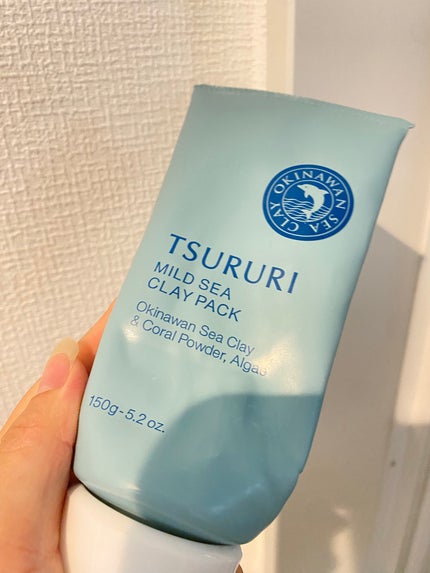 OKINAWAN SEA CLAY
TSURURI
MILD SEA
CLAY PACK
Okinawan Sea Clay
& Coral Powder, Algae
150g-5.2 oz.